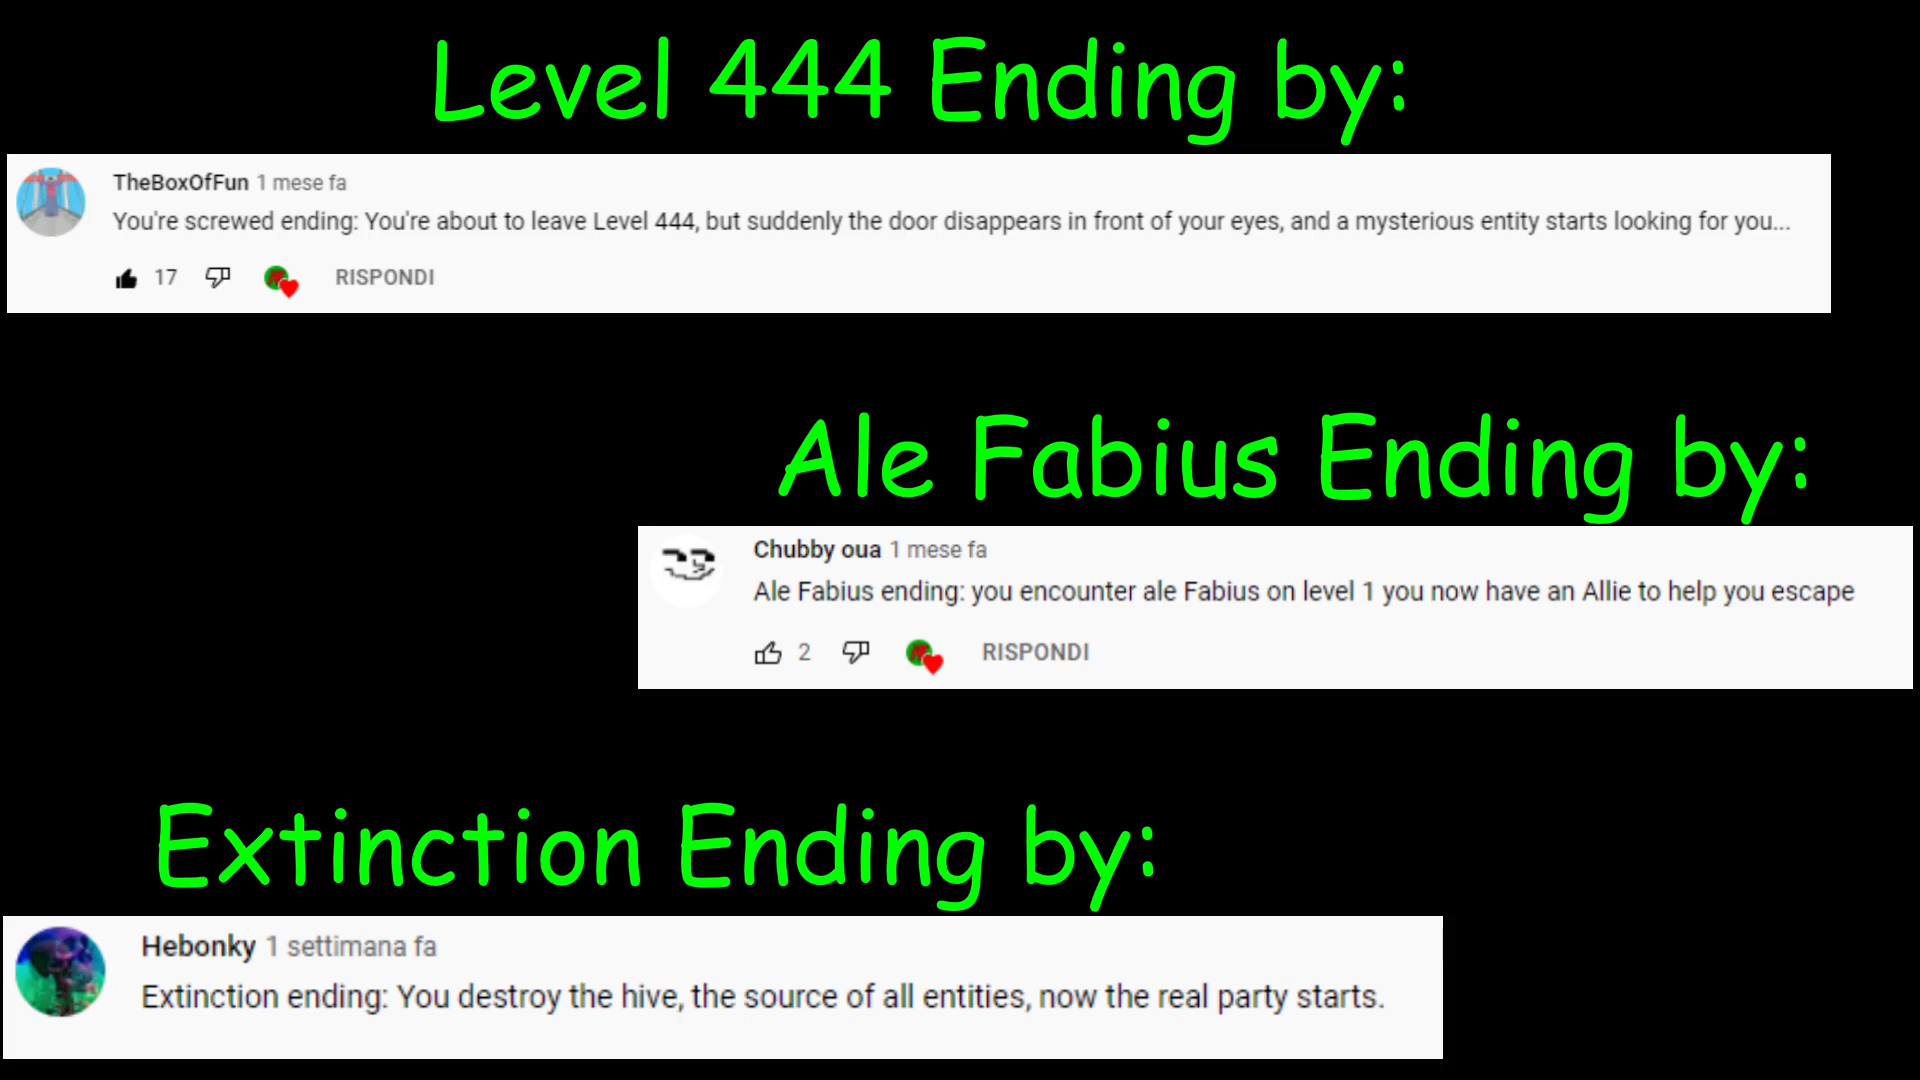 Level 444 Ending by:
TheBoxOfFun 1 mese fa
You're screwed ending: You're about to leave Level 444, but suddenly the door disappears in front of your eyes, and a mysterious entity starts looking for you...
17 RISPONDI
Ale Fabius Ending by:
Chubby oua 1 mese fa
Ale Fabius ending: you encounter ale Fabius on level 1 you now have an Allie to help you escape
2 RISPONDI
Extinction Ending by:
Hebonky 1 settimana fa
Extinction ending: You destroy the hive, the source of all entities, now the real party starts.